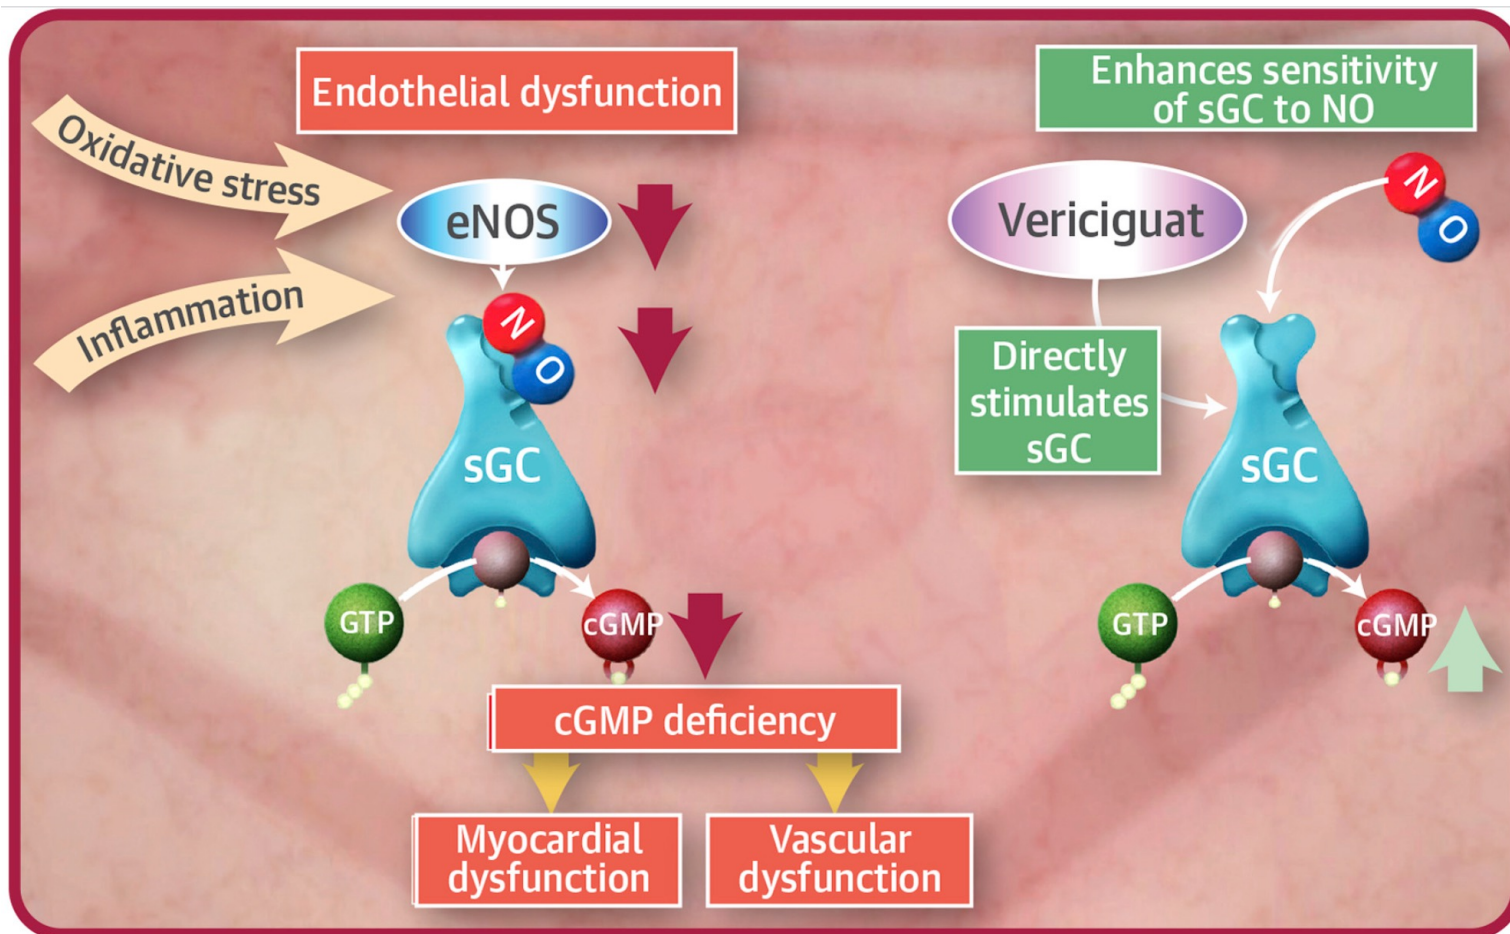 Endothelial dysfunction
Oxidative stress
Inflammation
eNOS
N
O
sGC
GTP
cGMP
cGMP deficiency
Myocardial
dysfunction
Vascular
dysfunction
Enhances sensitivity
of sGC to NO
Vericiguat
N
O
Directly
stimulates
sGC
sGC
GTP
cGMP